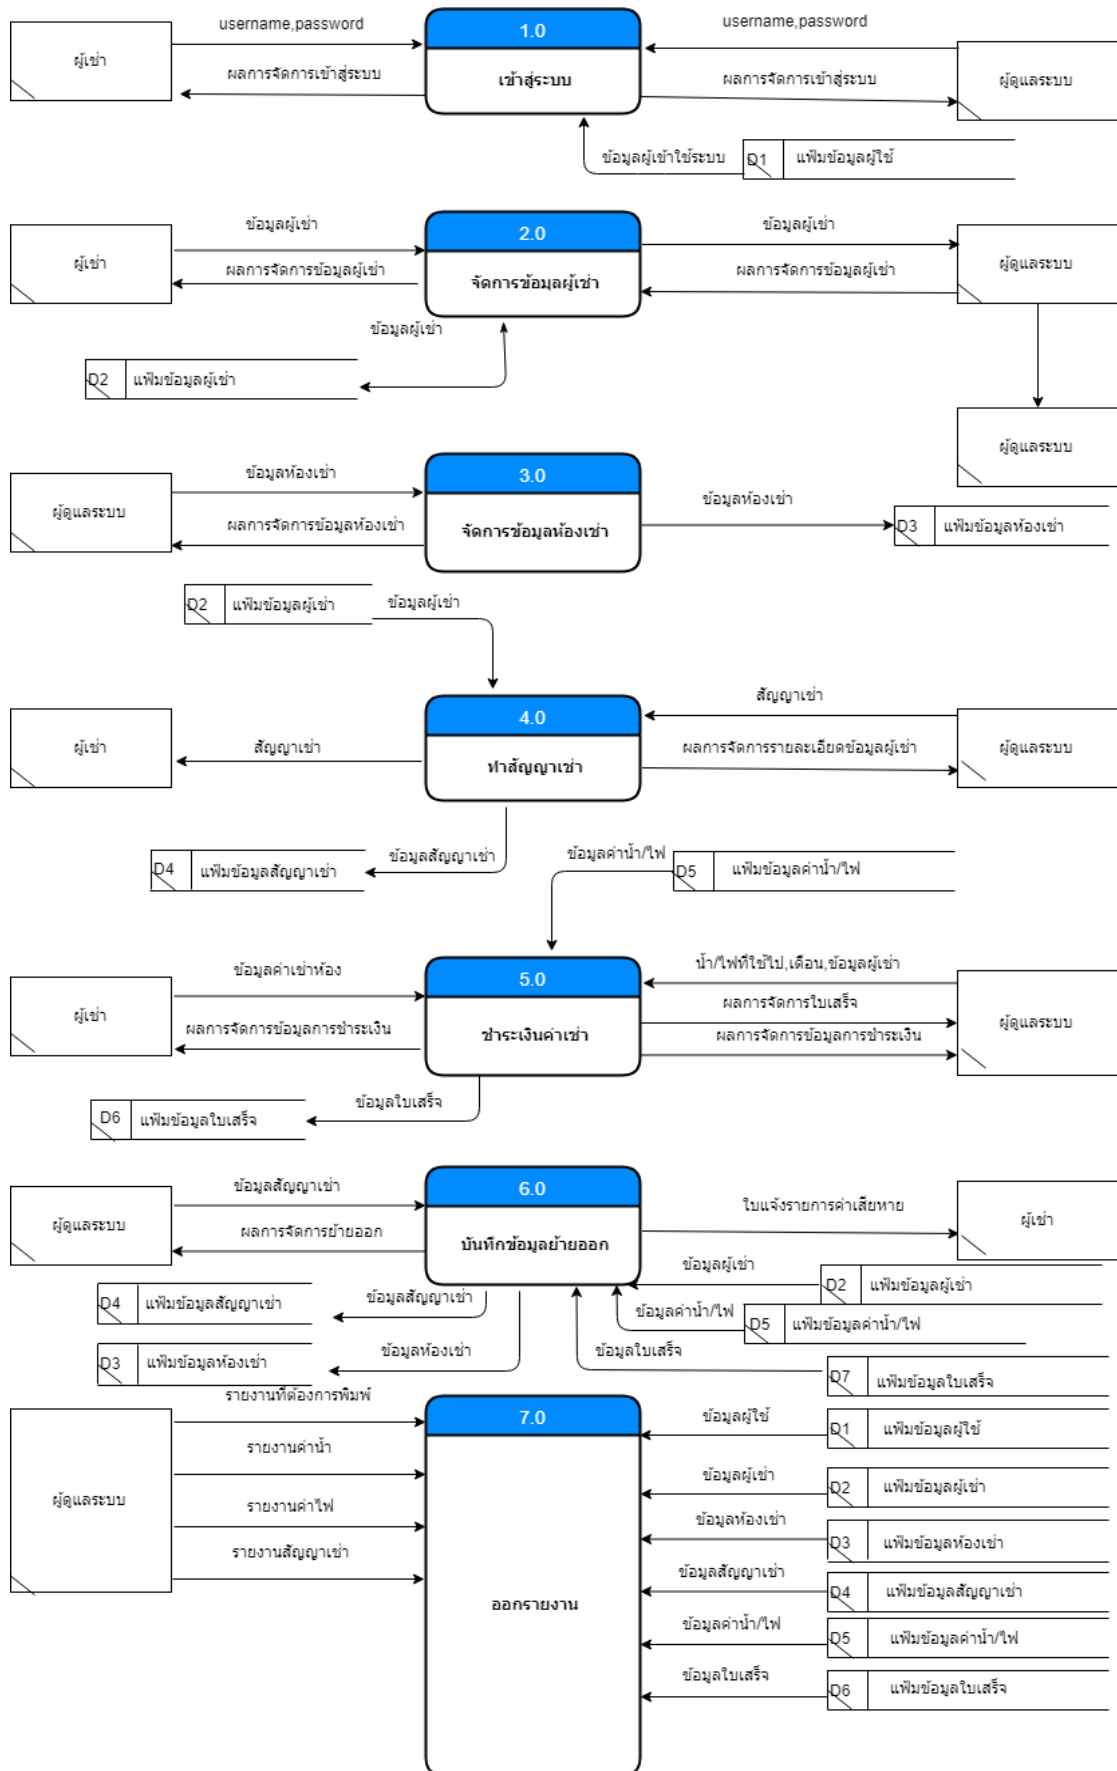 username,password
1.0
username,password
ผู้เช่า
ผลการจัดการเข้าสู่ระบบ
เข้าสู่ระบบ
ผลการจัดการเข้าสู่ระบบ
ผู้ดูแลระบบ
ข้อมูลผู้เข้าใช้ระบบ
D1
แฟ้มข้อมูลผู้ใช้
ข้อมูลผู้เช่า
2.0
ข้อมูลผู้เช่า
ผู้เช่า
ผลการจัดการข้อมูลผู้เช่า
จัดการข้อมูลผู้เช่า
ผลการจัดการข้อมูลผู้เช่า
ผู้ดูแลระบบ
ข้อมูลผู้เช่า
D2
แฟ้มข้อมูลผู้เช่า
ผู้ดูแลระบบ
ข้อมูลห้องเช่า
3.0
ข้อมูลห้องเช่า
ผู้ดูแลระบบ
ผลการจัดการข้อมูลห้องเช่า
จัดการข้อมูลห้องเช่า
D3
แฟ้มข้อมูลห้องเช่า
D2
แฟ้มข้อมูลผู้เช่า
ข้อมูลผู้เช่า
4.0
สัญญาเช่า
ผู้เช่า
สัญญาเช่า
ทำสัญญาเช่า
ผลการจัดการรายละเอียดข้อมูลผู้เช่า
ผู้ดูแลระบบ
D4
แฟ้มข้อมูลสัญญาเช่า
ข้อมูลสัญญาเช่า
ข้อมูลค่าน้ำ/ไฟ
D5
แฟ้มข้อมูลค่าน้ำ/ไฟ
ข้อมูลค่าเช่าห้อง
5.0
น้ำ/ไฟที่ใช้ไป,เดือน,ข้อมูลผู้เช่า
ผลการจัดการใบเสร็จ
ผู้เช่า
ผลการจัดการข้อมูลการชำระเงิน
ชำระเงินค่าเช่า
ผลการจัดการข้อมูลการชำระเงิน
ผู้ดูแลระบบ
D6
แฟ้มข้อมูลใบเสร็จ
ข้อมูลใบเสร็จ
ข้อมูลสัญญาเช่า
6.0
ใบแจ้งรายการค่าเสียหาย
ผู้ดูแลระบบ
ผลการจัดการย้ายออก
บันทึกข้อมูลย้ายออก
ผู้เช่า
ข้อมูลผู้เช่า
D2
แฟ้มข้อมูลผู้เช่า
D4
แฟ้มข้อมูลสัญญาเช่า
ข้อมูลสัญญาเช่า
ข้อมูลค่าน้ำ/ไฟ
D5
แฟ้มข้อมูลค่าน้ำ/ไฟ
D3
แฟ้มข้อมูลห้องเช่า
ข้อมูลห้องเช่า
ข้อมูลใบเสร็จ
D7
แฟ้มข้อมูลใบเสร็จ
รายงานที่ต้องการพิมพ์
7.0
ข้อมูลผู้ใช้
D1
แฟ้มข้อมูลผู้ใช้
รายงานค่าน้ำ
ข้อมูลผู้เช่า
D2
แฟ้มข้อมูลผู้เช่า
ผู้ดูแลระบบ
รายงานค่าไฟ
ข้อมูลห้องเช่า
D3
แฟ้มข้อมูลห้องเช่า
รายงานสัญญาเช่า
ข้อมูลสัญญาเช่า
D4
แฟ้มข้อมูลสัญญาเช่า
ออกรายงาน
ข้อมูลค่าน้ำ/ไฟ
D5
แฟ้มข้อมูลค่าน้ำ/ไฟ
ข้อมูลใบเสร็จ
D6
แฟ้มข้อมูลใบเสร็จ